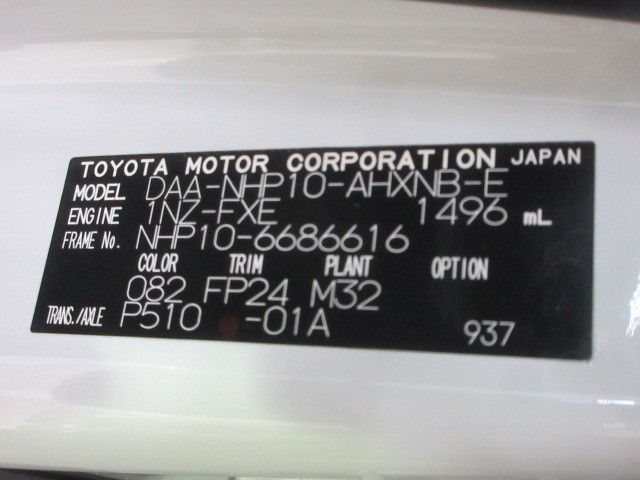 TOYOTA MOTOR CORPORATION JAPAN
MODEL DAA-NHP10-AHXNB-E
ENGINE 1NZ-FXE 1496 mL
FRAME No. NHP10-6686616
COLOR TRIM PLANT OPTION
082 FP24 M32
TRANS./AXLE P510 -01A 937